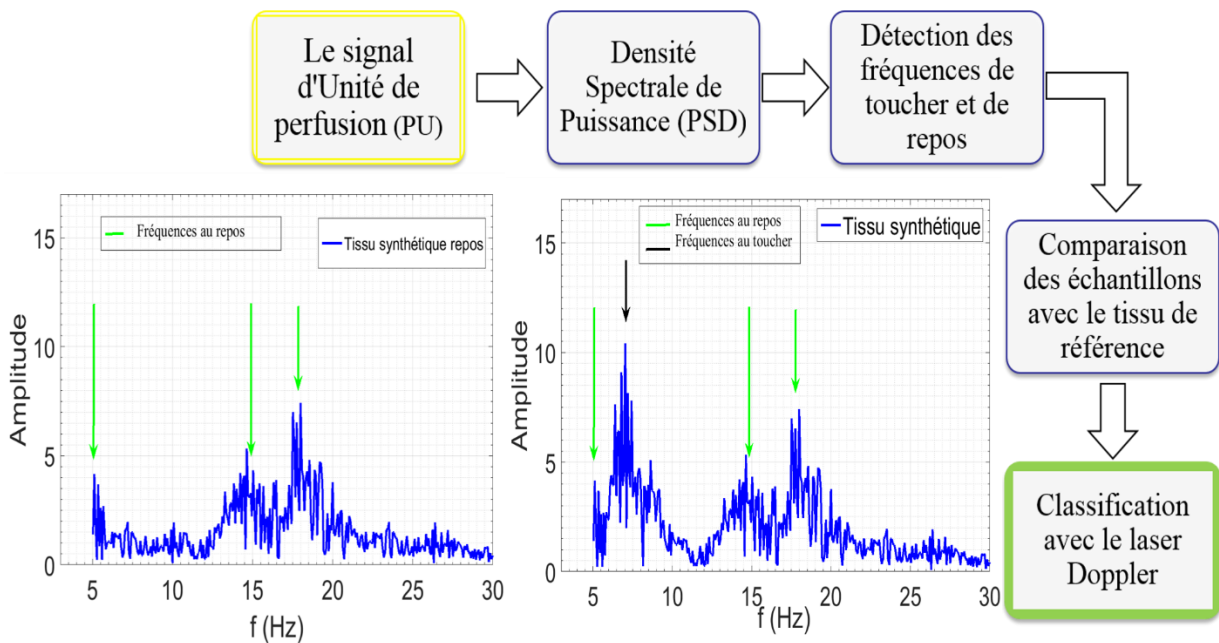 Le signal
d'Unité de
perfusion (PU)
Densité
Spectrale de
Puissance (PSD)
Détection des
fréquences de
toucher et de
repos
Comparaison
des échantillons
avec le tissu de
référence
Classification
avec le laser
Doppler
Fréquences au repos
Tissu synthétique repos
Amplitude
15
10
5
0
5 10 15 20 25 30
f (Hz)
Fréquences au repos
Fréquences au toucher
Tissu synthétique
Amplitude
15
10
5
0
5 10 15 20 25 30
f (Hz)